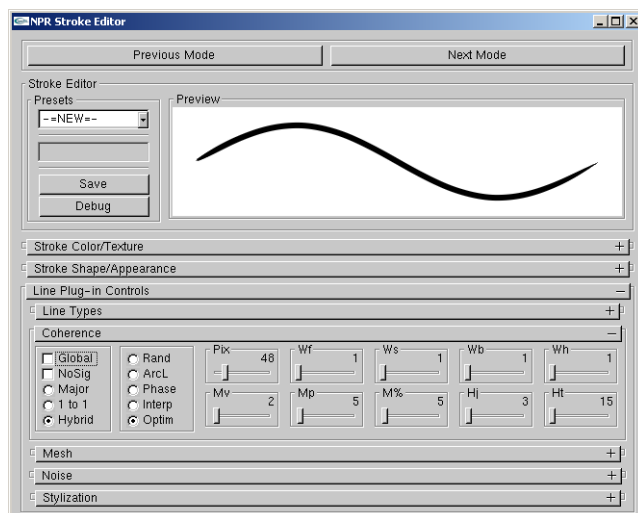 NPR Stroke Editor
Previous Mode Next Mode
Stroke Editor
Presets Preview
-=NEW=-
Save
Debug
Stroke Color/Texture +
Stroke Shape/Appearance +
Line Plug-in Controls -
Line Types +
Coherence -
Global Rand Pix 48 Wf 1 Ws 1 Wb 1 Wh 1
NoSig ArcL
Major Phase Mv 2 Mp 5 M% 5 Hj 3 Ht 15
1 to 1 Interp
Hybrid Optim
Mesh +
Noise +
Stylization +